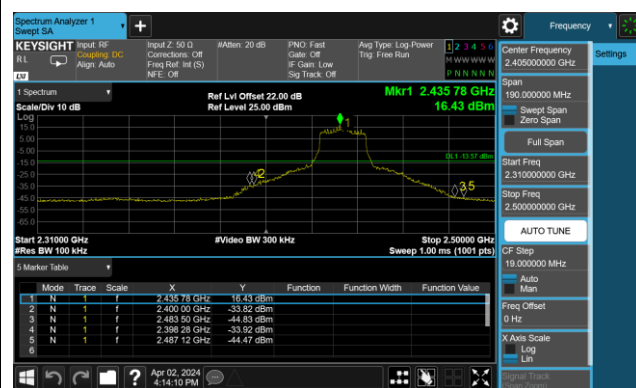 Spectrum Analyzer 1
Swept SA
Frequency
KEYSIGHT
RL
LXI
Input: RF
Coupling: DC
Align: Auto
Input Z: 50 Ω
Corrections: Off
Freq Ref: Int (S)
NFE: Off
#Atten: 20 dB
PNO: Fast
Gate: Off
IF Gain: Low
Sig Track: Off
Avg Type: Log-Power
Trig: Free Run
1 2 3 4 5 6
M W W W W W
P N N N N N
1 Spectrum
Scale/Div 10 dB
Ref Lvl Offset 22.00 dB
Ref Level 25.00 dBm
Mkr1 2.435 78 GHz
16.43 dBm
Log
15.0
5.00
-5.00
-15.0
-25.0
-35.0
-45.0
-55.0
-65.0
1
DL1 -13.57 dBm
2
3 5
Start 2.31000 GHz
#Res BW 100 kHz
#Video BW 300 kHz
Stop 2.50000 GHz
Sweep 1.00 ms (1001 pts)
5 Marker Table
Mode Trace Scale X Y Function Function Width Function Value
1 N 1 f 2.435 78 GHz 16.43 dBm
2 N 1 f 2.400 00 GHz -33.82 dBm
3 N 1 f 2.483 50 GHz -44.83 dBm
4 N 1 f 2.398 28 GHz -33.92 dBm
5 N 1 f 2.487 12 GHz -44.47 dBm
6
Center Frequency
2.405000000 GHz
Settings
Span
190.000000 MHz
Swept Span
Zero Span
Full Span
Start Freq
2.310000000 GHz
Stop Freq
2.500000000 GHz
AUTO TUNE
CF Step
19.000000 MHz
Auto
Man
Freq Offset
0 Hz
X Axis Scale
Log
Lin
Signal Track
(Span Zoom)
?
Apr 02, 2024
4:14:10 PM